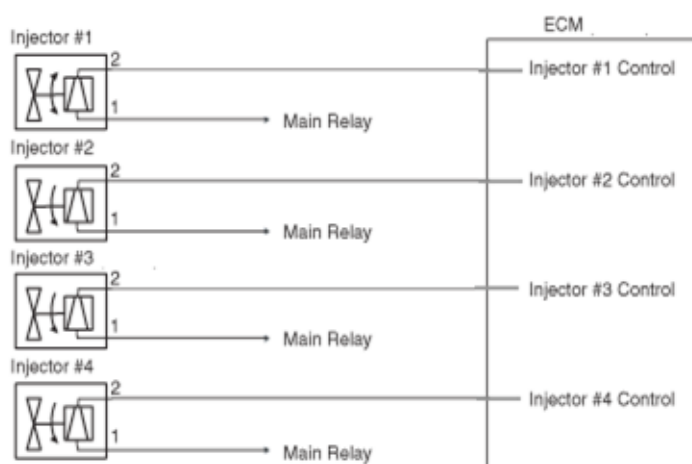 ECM
Injector #1
2
Injector #1 Control
1
Main Relay
Injector #2
2
Injector #2 Control
1
Main Relay
Injector #3
2
Injector #3 Control
1
Main Relay
Injector #4
2
Injector #4 Control
1
Main Relay